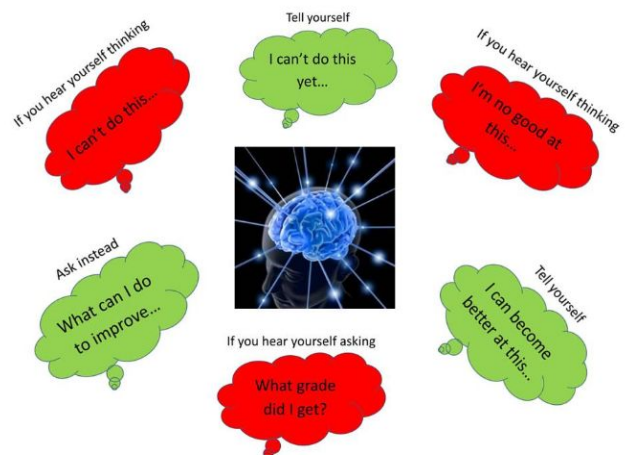 If you hear yourself thinking
I can't do this...
Tell yourself
I can't do this
yet...
If you hear yourself thinking
I'm no good at
this...
Ask instead
What can I do
to improve...
If you hear yourself asking
What grade
did I get?
Tell yourself
I can become
better at this...